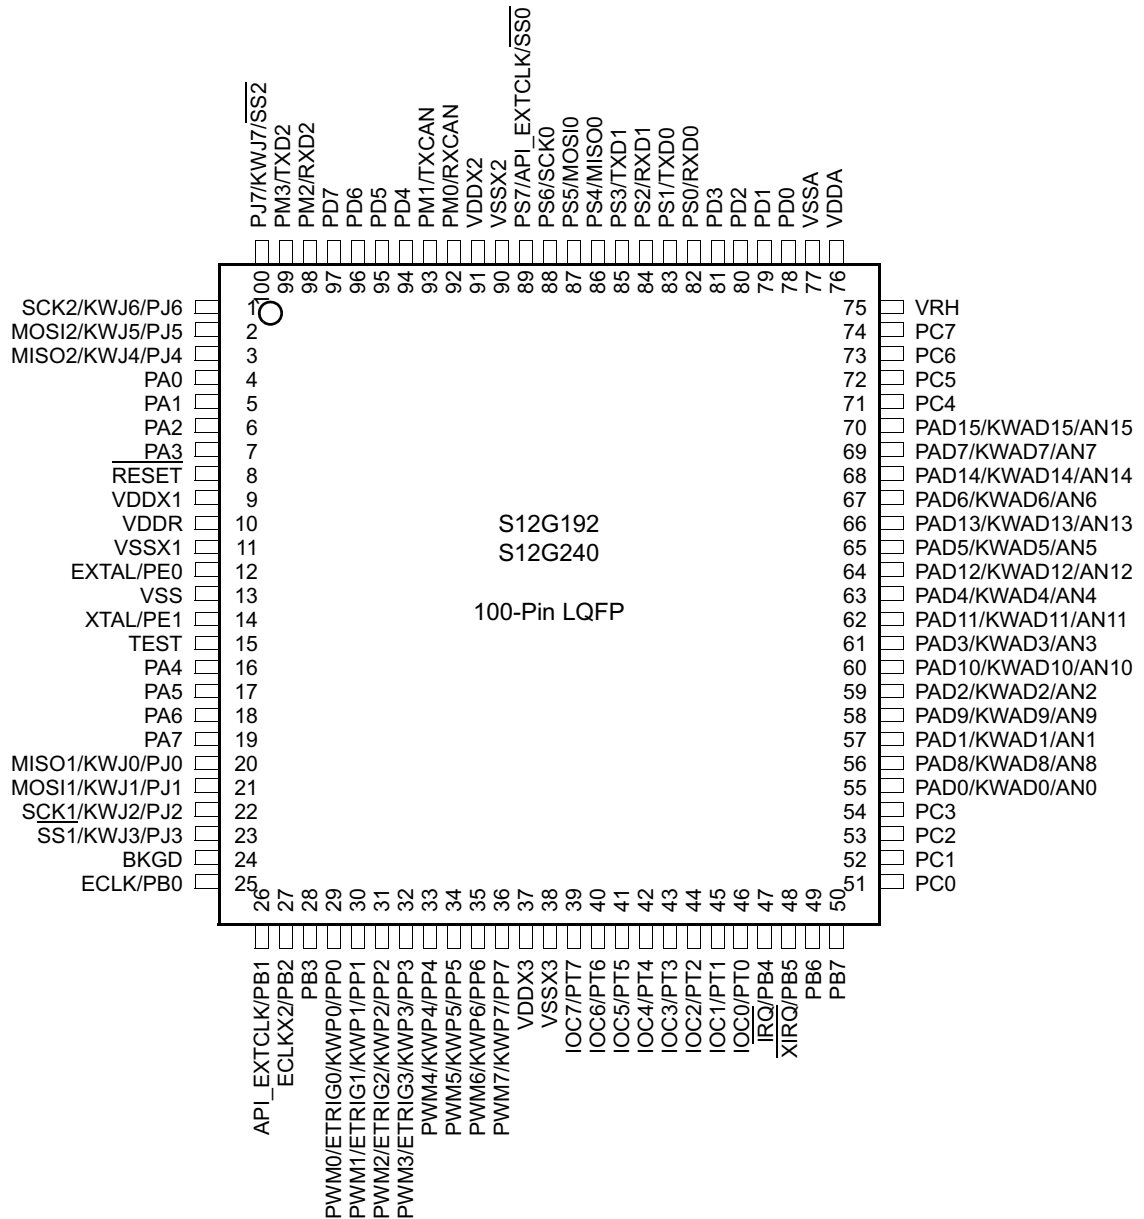 PJ7/KWJ7/SS2
PM3/TXD2
PM2/RXD2
PD7
PD6
PD5
PD4
PM1/TXCAN
PM0/RXCAN
VDDX2
VSSX2
PS7/API_EXTCLK/SS0
PS6/SCK0
PS5/MOSI0
PS4/MISO0
PS3/TXD1
PS2/RXD1
PS1/TXD0
PS0/RXD0
PD3
PD2
PD1
PD0
VSSA
VDDA
100
99
98
97
96
95
94
93
92
91
90
89
88
87
86
85
84
83
82
81
80
79
78
77
76
SCK2/KWJ6/PJ6 1
MOSI2/KWJ5/PJ5 2
MISO2/KWJ4/PJ4 3
PA0 4
PA1 5
PA2 6
PA3 7
RESET 8
VDDX1 9
VDDR 10
VSSX1 11
EXTAL/PE0 12
VSS 13
XTAL/PE1 14
TEST 15
PA4 16
PA5 17
PA6 18
PA7 19
MISO1/KWJ0/PJ0 20
MOSI1/KWJ1/PJ1 21
SCK1/KWJ2/PJ2 22
SS1/KWJ3/PJ3 23
BKGD 24
ECLK/PB0 25
S12G192
S12G240
100-Pin LQFP
75 VRH
74 PC7
73 PC6
72 PC5
71 PC4
70 PAD15/KWAD15/AN15
69 PAD7/KWAD7/AN7
68 PAD14/KWAD14/AN14
67 PAD6/KWAD6/AN6
66 PAD13/KWAD13/AN13
65 PAD5/KWAD5/AN5
64 PAD12/KWAD12/AN12
63 PAD4/KWAD4/AN4
62 PAD11/KWAD11/AN11
61 PAD3/KWAD3/AN3
60 PAD10/KWAD10/AN10
59 PAD2/KWAD2/AN2
58 PAD9/KWAD9/AN9
57 PAD1/KWAD1/AN1
56 PAD8/KWAD8/AN8
55 PAD0/KWAD0/AN0
54 PC3
53 PC2
52 PC1
51 PC0
26
27
28
29
30
31
32
33
34
35
36
37
38
39
40
41
42
43
44
45
46
47
48
49
50
API_EXTCLK/PB1
ECLKX2/PB2
PB3
PWM0/ETRIG0/KWP0/PP0
PWM1/ETRIG1/KWP1/PP1
PWM2/ETRIG2/KWP2/PP2
PWM3/ETRIG3/KWP3/PP3
PWM4/KWP4/PP4
PWM5/KWP5/PP5
PWM6/KWP6/PP6
PWM7/KWP7/PP7
VDDX3
VSSX3
IOC7/PT7
IOC6/PT6
IOC5/PT5
IOC4/PT4
IOC3/PT3
IOC2/PT2
IOC1/PT1
IOC0/PT0
IRQ/PB4
XIRQ/PB5
PB6
PB7